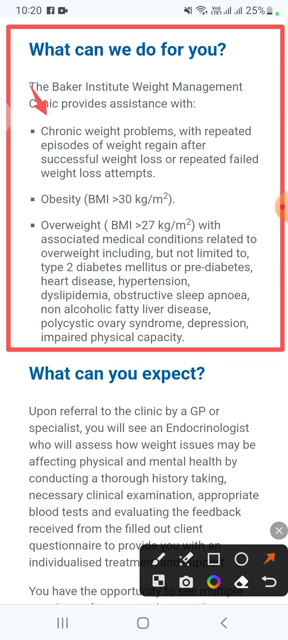 10:20
25%
What can we do for you?
The Baker Institute Weight Management
Clinic provides assistance with:
▪ Chronic weight problems, with repeated
episodes of weight regain after
successful weight loss or repeated failed
weight loss attempts.
▪ Obesity (BMI >30 kg/m²).
▪ Overweight ( BMI >27 kg/m²) with
associated medical conditions related to
overweight including, but not limited to,
type 2 diabetes mellitus or pre-diabetes,
heart disease, hypertension,
dyslipidemia, obstructive sleep apnoea,
non alcoholic fatty liver disease,
polycystic ovary syndrome, depression,
impaired physical capacity.
What can you expect?
Upon referral to the clinic by a GP or
specialist, you will see an Endocrinologist
who will assess how weight issues may be
affecting physical and mental health by
conducting a thorough history taking,
necessary clinical examination, appropriate
blood tests and evaluating the feedback
received from the filled out client
questionnaire to provide you with an
individualised treatment
You have the opportunity to see